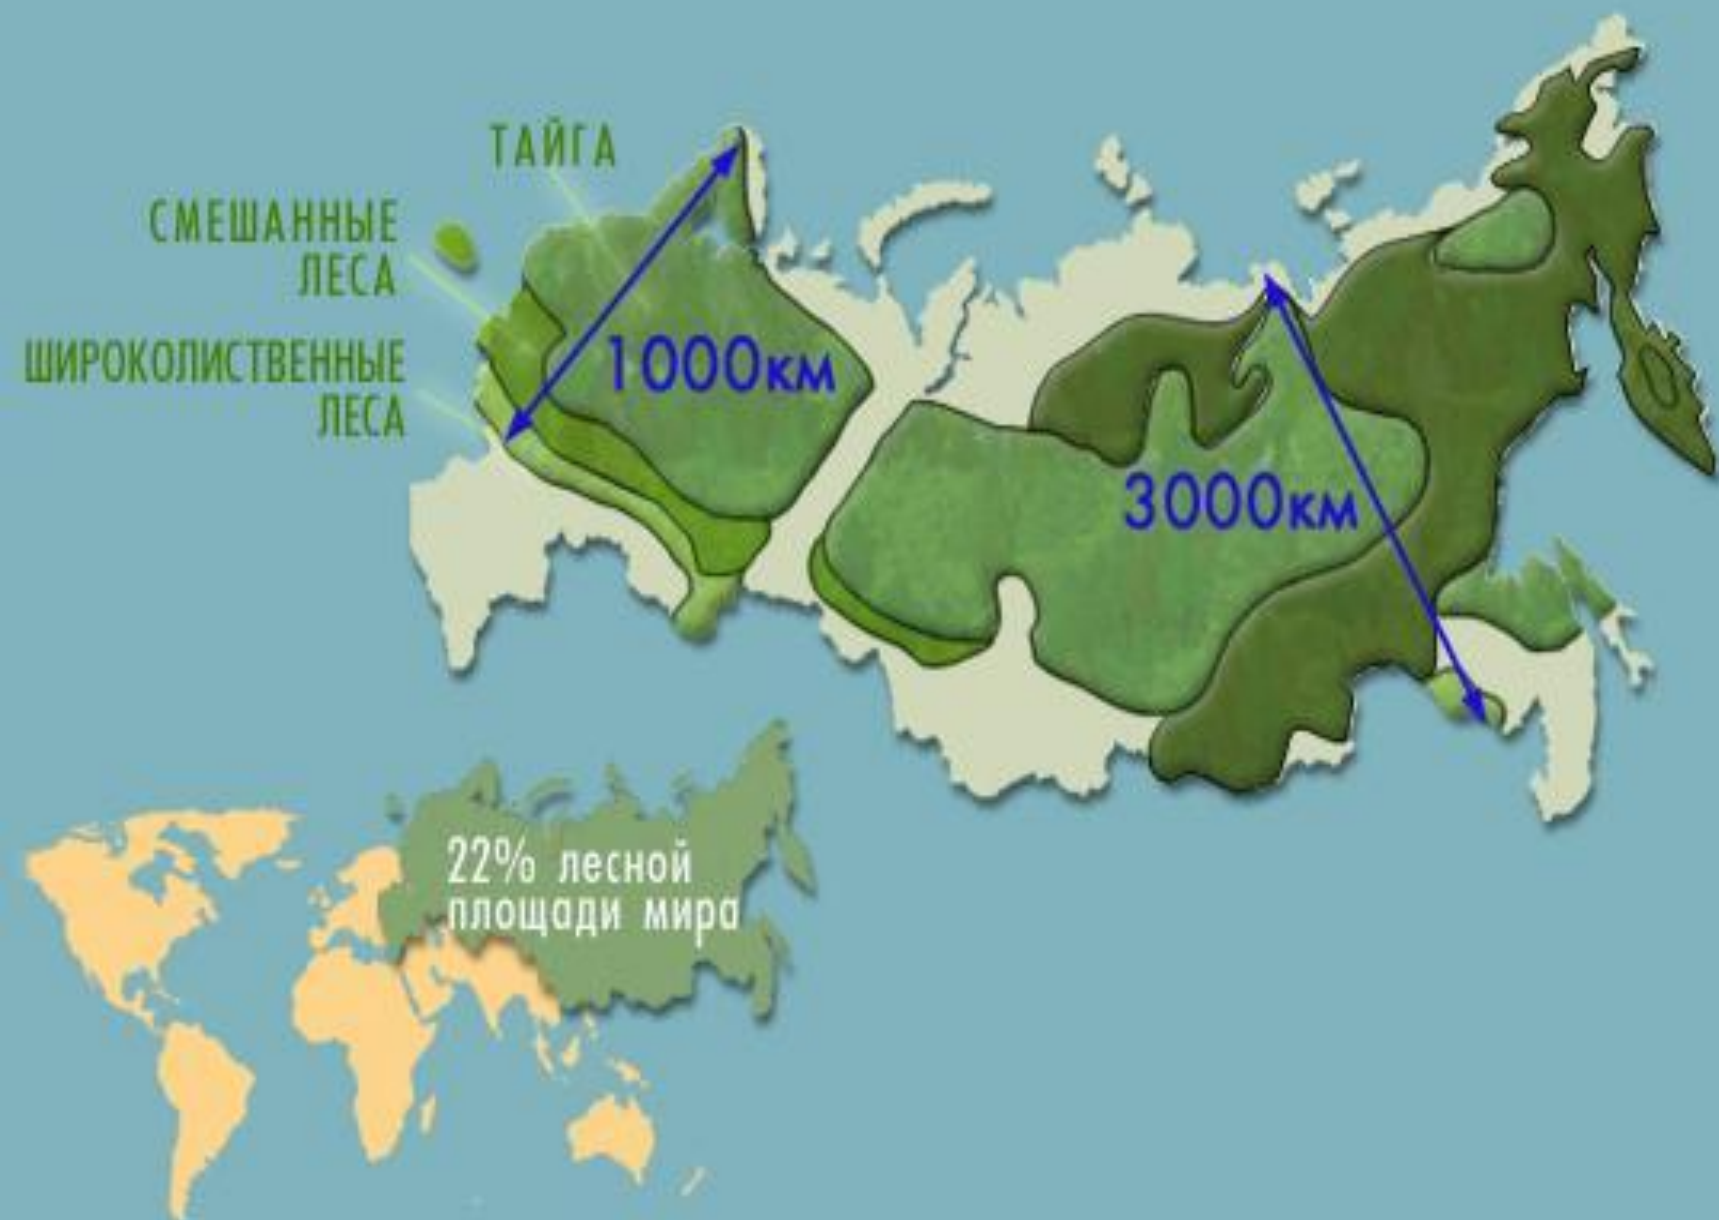 ТАЙГА
СМЕШАННЫЕ
ЛЕСА
ШИРОКОЛИСТВЕННЫЕ
ЛЕСА
1000км
3000км
22% лесной
площади мира